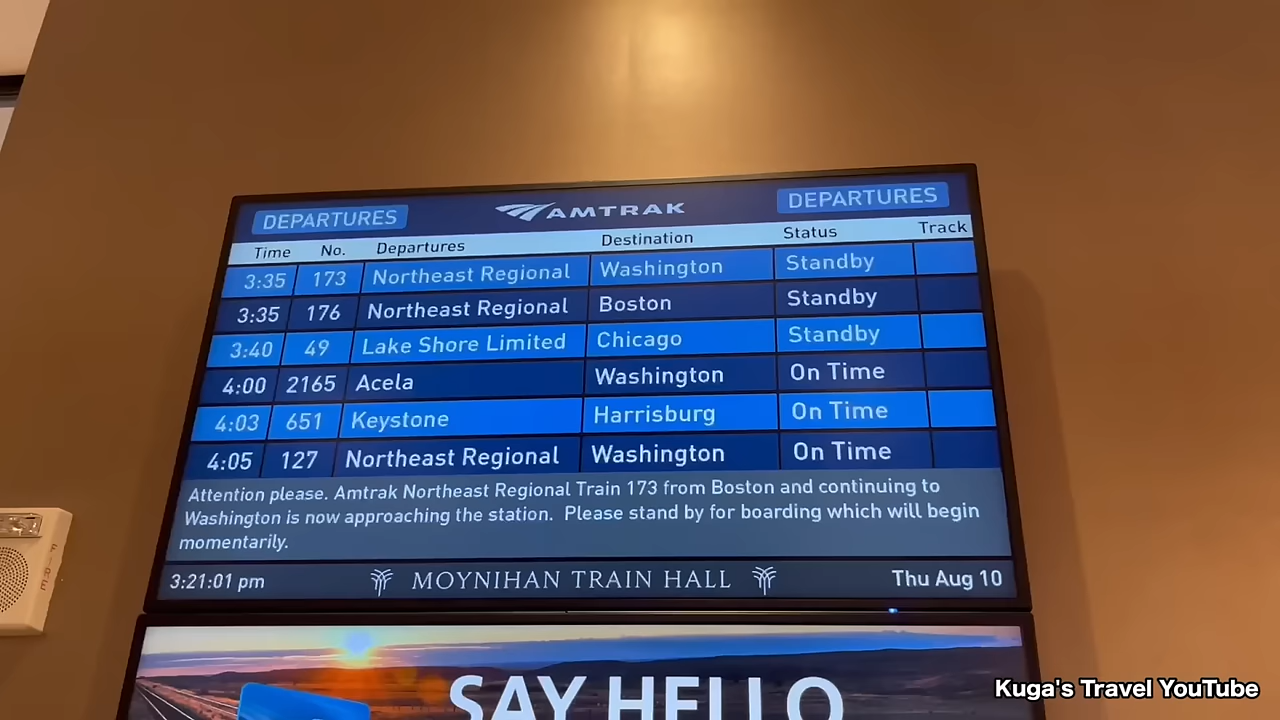 DEPARTURES AMTRAK DEPARTURES
Time No. Departures Destination Status Track
3:35 173 Northeast Regional Washington Standby
3:35 176 Northeast Regional Boston Standby
3:40 49 Lake Shore Limited Chicago Standby
4:00 2165 Acela Washington On Time
4:03 651 Keystone Harrisburg On Time
4:05 127 Northeast Regional Washington On Time
Attention please. Amtrak Northeast Regional Train 173 from Boston and continuing to
Washington is now approaching the station. Please stand by for boarding which will begin
momentarily.
3:21:01 pm MOYNIHAN TRAIN HALL Thu Aug 10
FIRE
SAY HELLO
Kuga's Travel YouTube